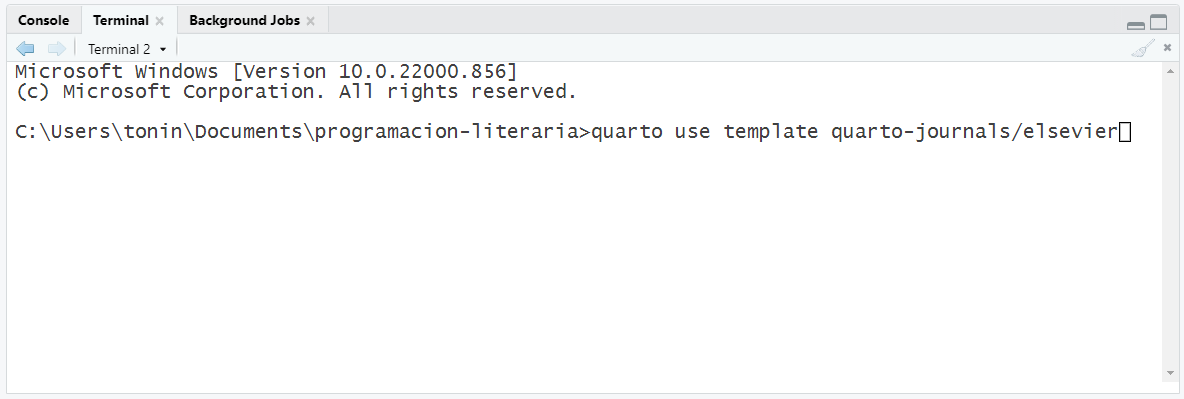 Console Terminal Background Jobs
Terminal 2
Microsoft Windows [Version 10.0.22000.856]
(c) Microsoft Corporation. All rights reserved.
C:\Users\tonin\Documents\programacion-literaria>quarto use template quarto-journals/elsevier